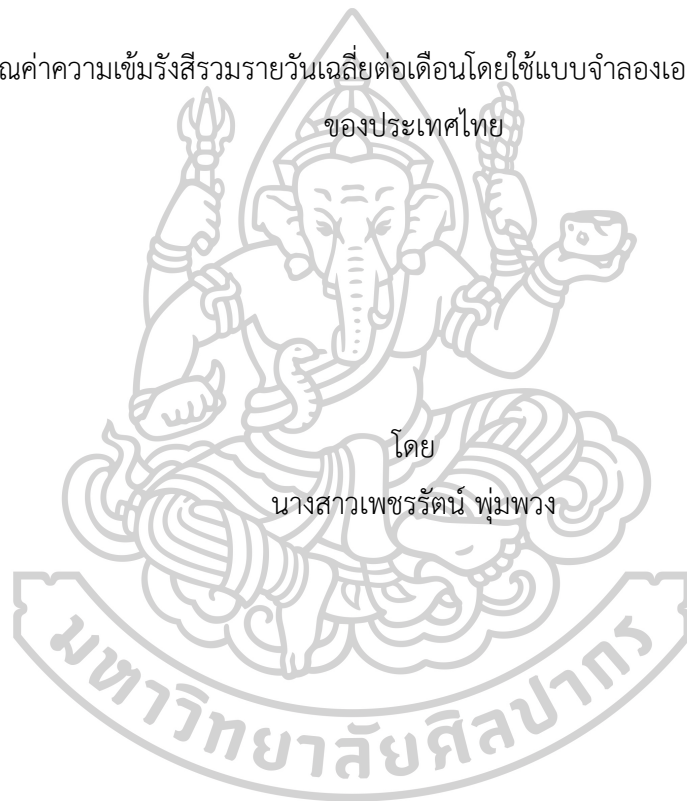 ณค่าความเข้มรังสีรวมรายวันเฉลี่ยต่อเดือนโดยใช้แบบจำลองเอ
ของประเทศไทย
โดย
นางสาวเพชรรัตน์ พุ่มพวง
มหาวิทยาลัยศิลปากร